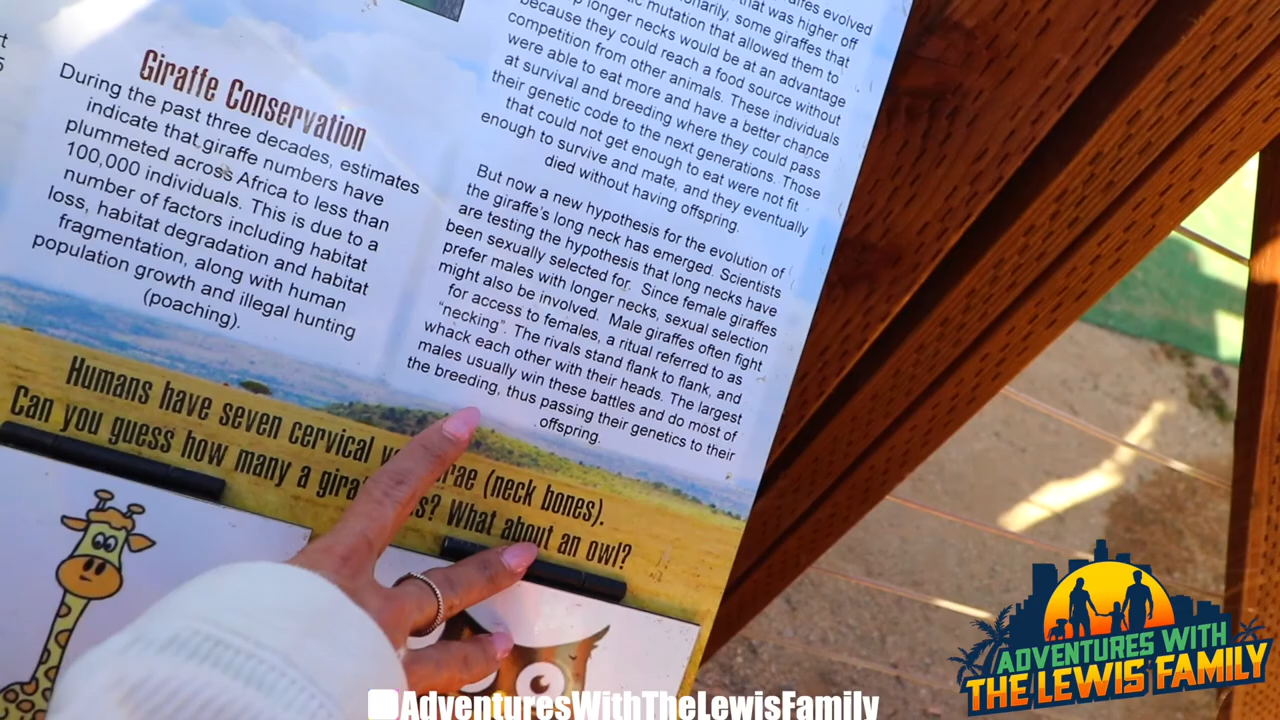 rt
5
Giraffe Conservation
During the past three decades, estimates
indicate that giraffe numbers have
plummeted across Africa to less than
100,000 individuals. This is due to a
number of factors including habitat
loss, habitat degradation and habitat
fragmentation, along with human
population growth and illegal hunting
(poaching).
evolved
that was higher off
some giraffes that
mutation that allowed them to
longer necks would be at an advantage
because they could reach a food source without
competition from other animals. These individuals
were able to eat more and have a better chance
at survival and breeding where they could pass
their genetic code to the next generations. Those
that could not get enough to eat were not fit
enough to survive and mate, and they eventually
died without having offspring.
But now a new hypothesis for the evolution of
the giraffe's long neck has emerged. Scientists
are testing the hypothesis that long necks have
been sexually selected for. Since female giraffes
prefer males with longer necks, sexual selection
might also be involved. Male giraffes often fight
for access to females, a ritual referred to as
"necking". The rivals stand flank to flank, and
whack each other with their heads. The largest
males usually win these battles and do most of
the breeding, thus passing their genetics to their
offspring.
Humans have seven cervical v rae (neck bones).
Can you guess how many a gira s? What about an owl?
ADVENTURES WITH
THE LEWIS FAMILY
AdventuresWithTheLewisFamily